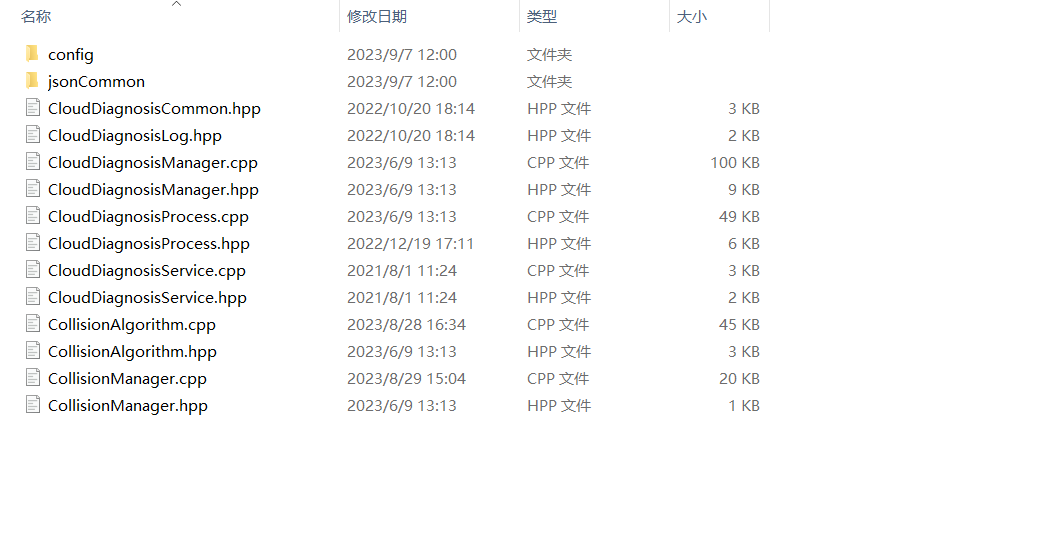 名称 修改日期 类型 大小
config 2023/9/7 12:00 文件夹
jsonCommon 2023/9/7 12:00 文件夹
CloudDiagnosisCommon.hpp 2022/10/20 18:14 HPP 文件 3 KB
CloudDiagnosisLog.hpp 2022/10/20 18:14 HPP 文件 2 KB
CloudDiagnosisManager.cpp 2023/6/9 13:13 CPP 文件 100 KB
CloudDiagnosisManager.hpp 2023/6/9 13:13 HPP 文件 9 KB
CloudDiagnosisProcess.cpp 2023/6/9 13:13 CPP 文件 49 KB
CloudDiagnosisProcess.hpp 2022/12/19 17:11 HPP 文件 6 KB
CloudDiagnosisService.cpp 2021/8/1 11:24 CPP 文件 3 KB
CloudDiagnosisService.hpp 2021/8/1 11:24 HPP 文件 2 KB
CollisionAlgorithm.cpp 2023/8/28 16:34 CPP 文件 45 KB
CollisionAlgorithm.hpp 2023/6/9 13:13 HPP 文件 3 KB
CollisionManager.cpp 2023/8/29 15:04 CPP 文件 20 KB
CollisionManager.hpp 2023/6/9 13:13 HPP 文件 1 KB